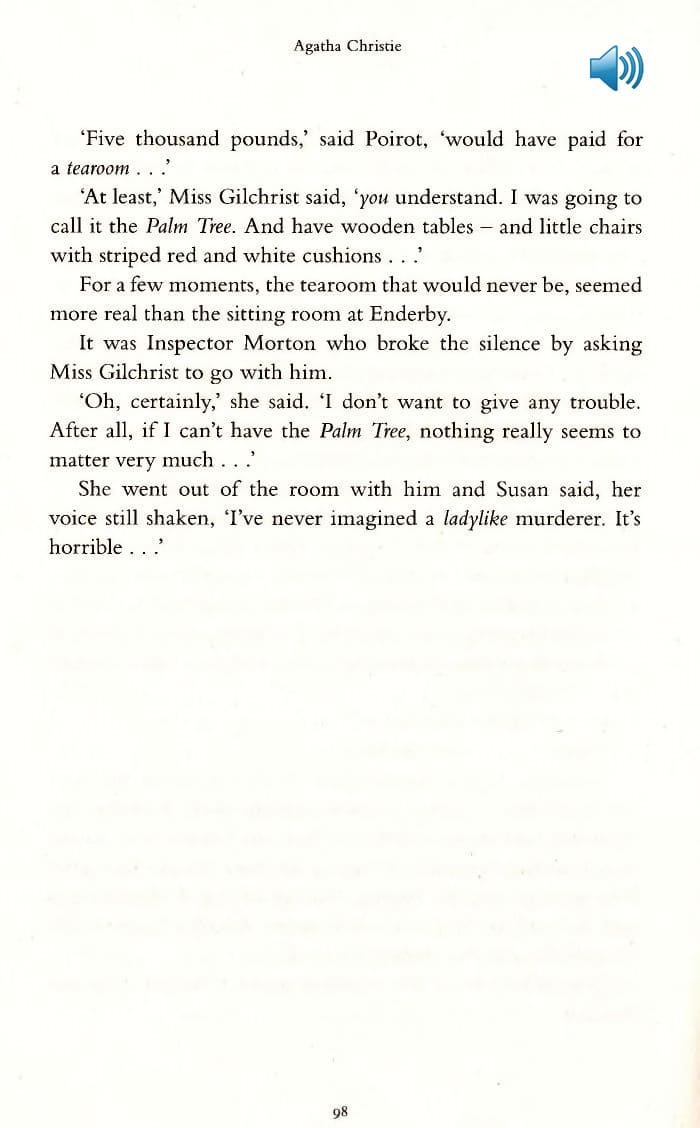 Agatha Christie
‘Five thousand pounds,’ said Poirot, ‘would have paid for
a tearoom . . .’
‘At least,’ Miss Gilchrist said, ‘you understand. I was going to
call it the Palm Tree. And have wooden tables – and little chairs
with striped red and white cushions . . .’
For a few moments, the tearoom that would never be, seemed
more real than the sitting room at Enderby.
It was Inspector Morton who broke the silence by asking
Miss Gilchrist to go with him.
‘Oh, certainly,’ she said. ‘I don’t want to give any trouble.
After all, if I can’t have the Palm Tree, nothing really seems to
matter very much . . .’
She went out of the room with him and Susan said, her
voice still shaken, ‘I’ve never imagined a ladylike murderer. It’s
horrible . . .’
98